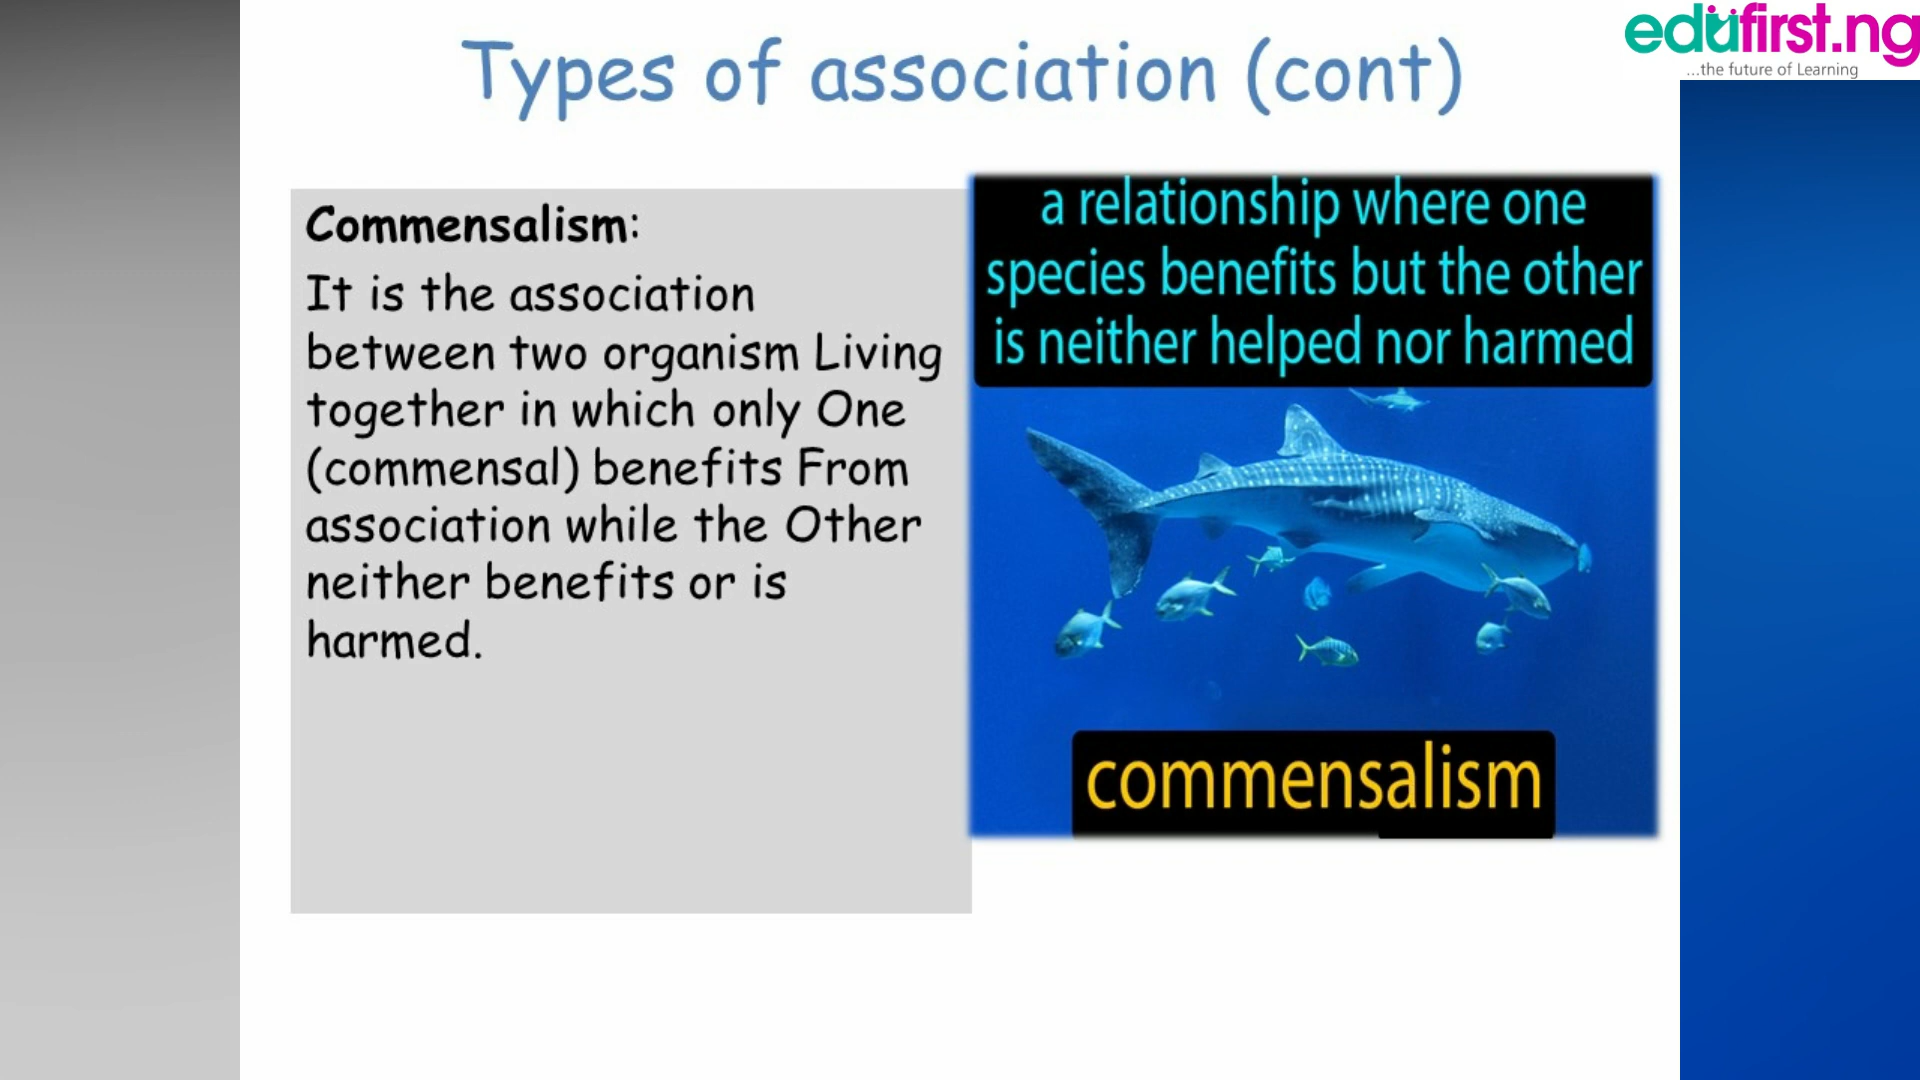 edufirst.ng
...the future of Learning
Types of association (cont)
Commensalism:
It is the association
between two organism Living
together in which only One
(commensal) benefits From
association while the Other
neither benefits or is
harmed.
a relationship where one
species benefits but the other
is neither helped nor harmed
commensalism